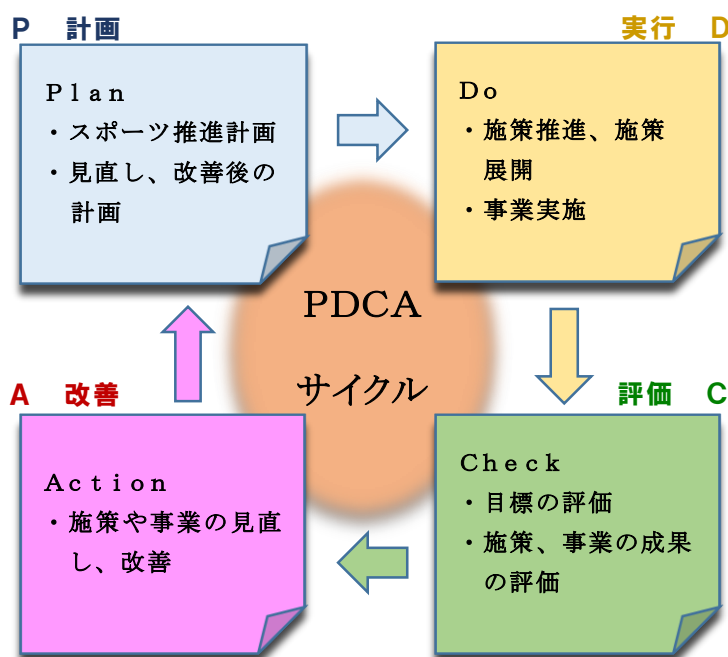 P 計画
Plan
・スポーツ推進計画
・見直し、改善後の
計画
実行 D
Do
・施策推進、施策
展開
・事業実施
PDCA
サイクル
A 改善
Action
・施策や事業の見直
し、改善
評価 C
Check
・目標の評価
・施策、事業の成果
の評価